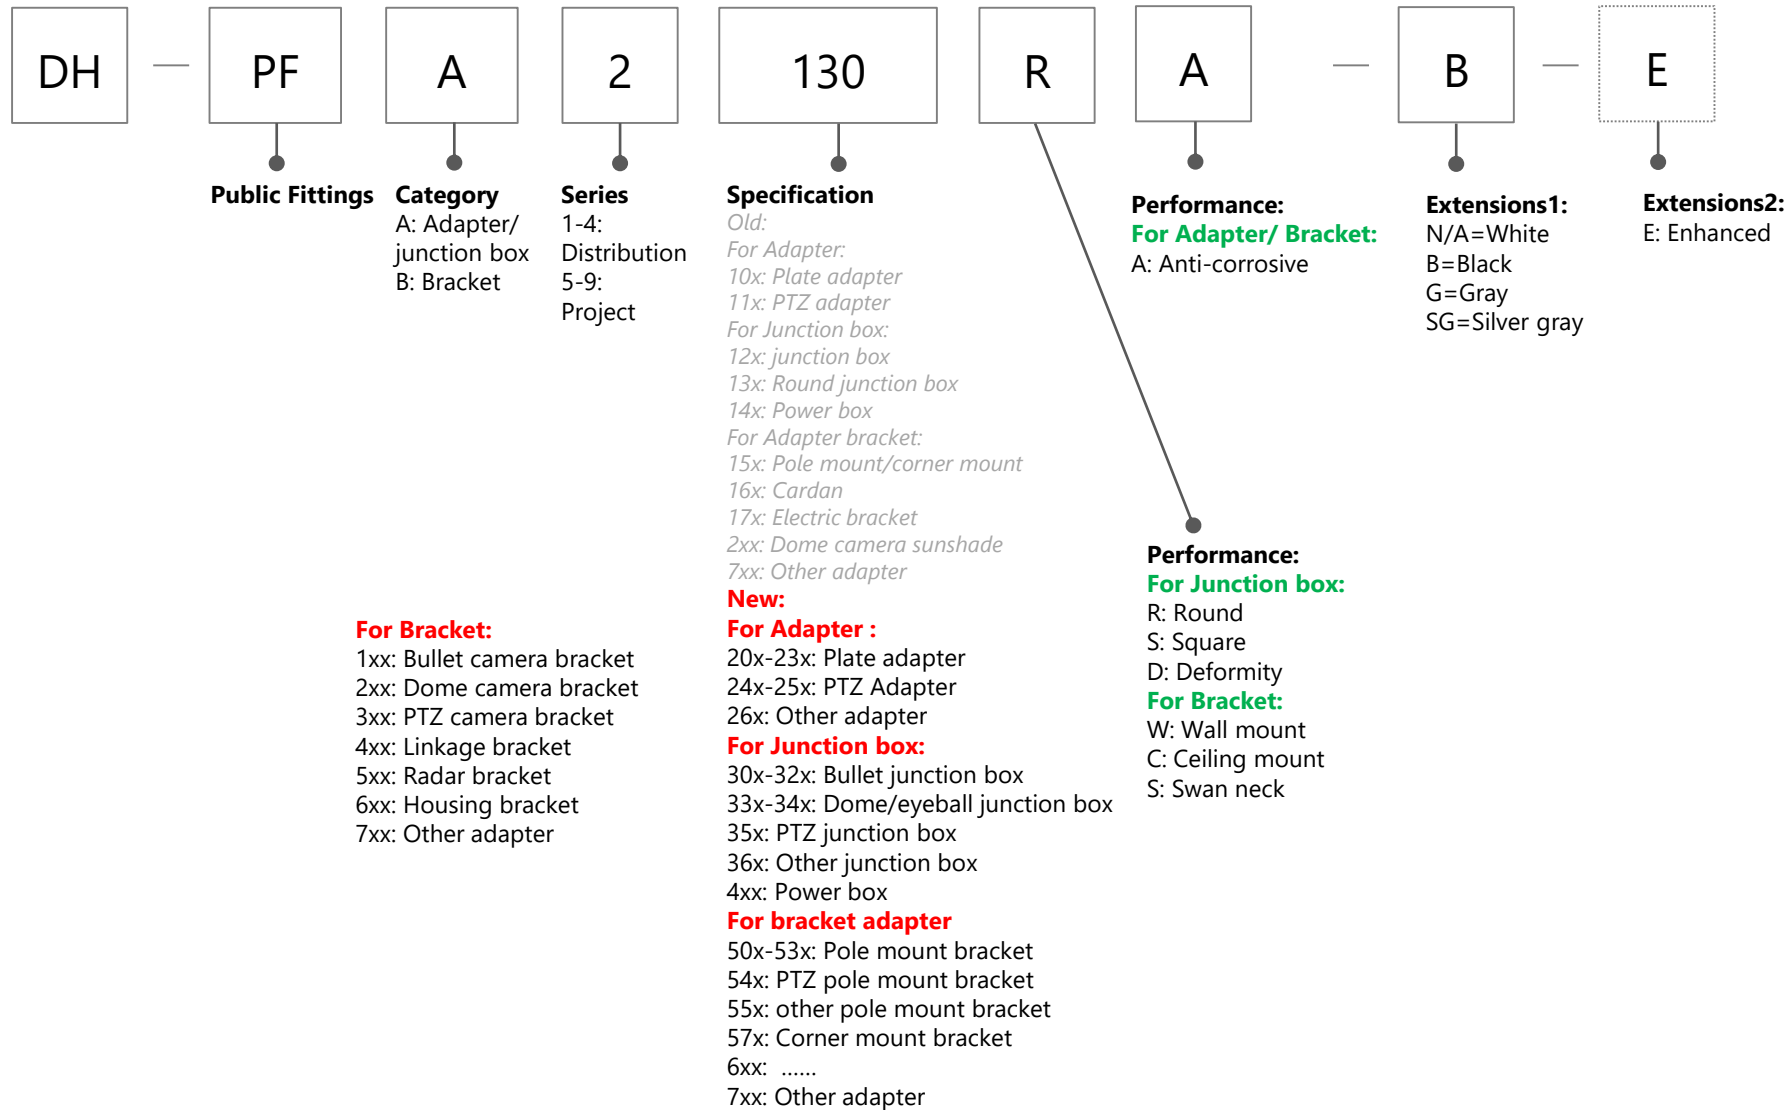 DH — PF A 2 130 R A — B — E
Public Fittings
Category
A: Adapter/
junction box
B: Bracket
Series
1-4:
Distribution
5-9:
Project
Specification
Old:
For Adapter:
10x: Plate adapter
11x: PTZ adapter
For Junction box:
12x: junction box
13x: Round junction box
14x: Power box
For Adapter bracket:
15x: Pole mount/corner mount
16x: Cardan
17x: Electric bracket
2xx: Dome camera sunshade
7xx: Other adapter
New:
For Adapter :
20x-23x: Plate adapter
24x-25x: PTZ Adapter
26x: Other adapter
For Junction box:
30x-32x: Bullet junction box
33x-34x: Dome/eyeball junction box
35x: PTZ junction box
36x: Other junction box
4xx: Power box
For bracket adapter
50x-53x: Pole mount bracket
54x: PTZ pole mount bracket
55x: other pole mount bracket
57x: Corner mount bracket
6xx: ......
7xx: Other adapter
For Bracket:
1xx: Bullet camera bracket
2xx: Dome camera bracket
3xx: PTZ camera bracket
4xx: Linkage bracket
5xx: Radar bracket
6xx: Housing bracket
7xx: Other adapter
Performance:
For Junction box:
R: Round
S: Square
D: Deformity
For Bracket:
W: Wall mount
C: Ceiling mount
S: Swan neck
Performance:
For Adapter/ Bracket:
A: Anti-corrosive
Extensions1:
N/A=White
B=Black
G=Gray
SG=Silver gray
Extensions2:
E: Enhanced